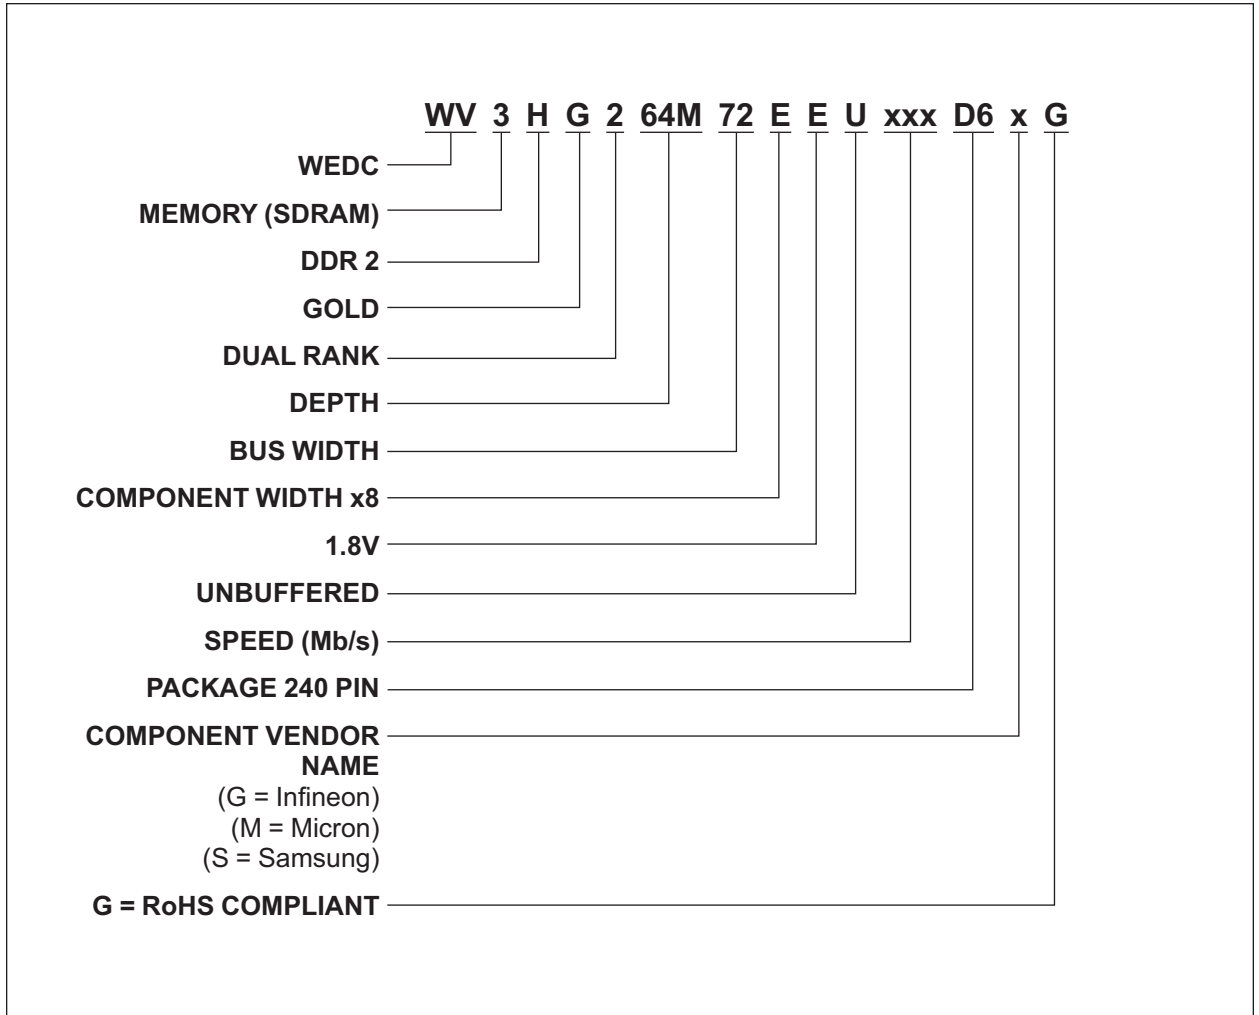 WV 3 H G 2 64M 72 E E U xxx D6 x G
WEDC
MEMORY (SDRAM)
DDR 2
GOLD
DUAL RANK
DEPTH
BUS WIDTH
COMPONENT WIDTH x8
1.8V
UNBUFFERED
SPEED (Mb/s)
PACKAGE 240 PIN
COMPONENT VENDOR
NAME
(G = Infineon)
(M = Micron)
(S = Samsung)
G = RoHS COMPLIANT